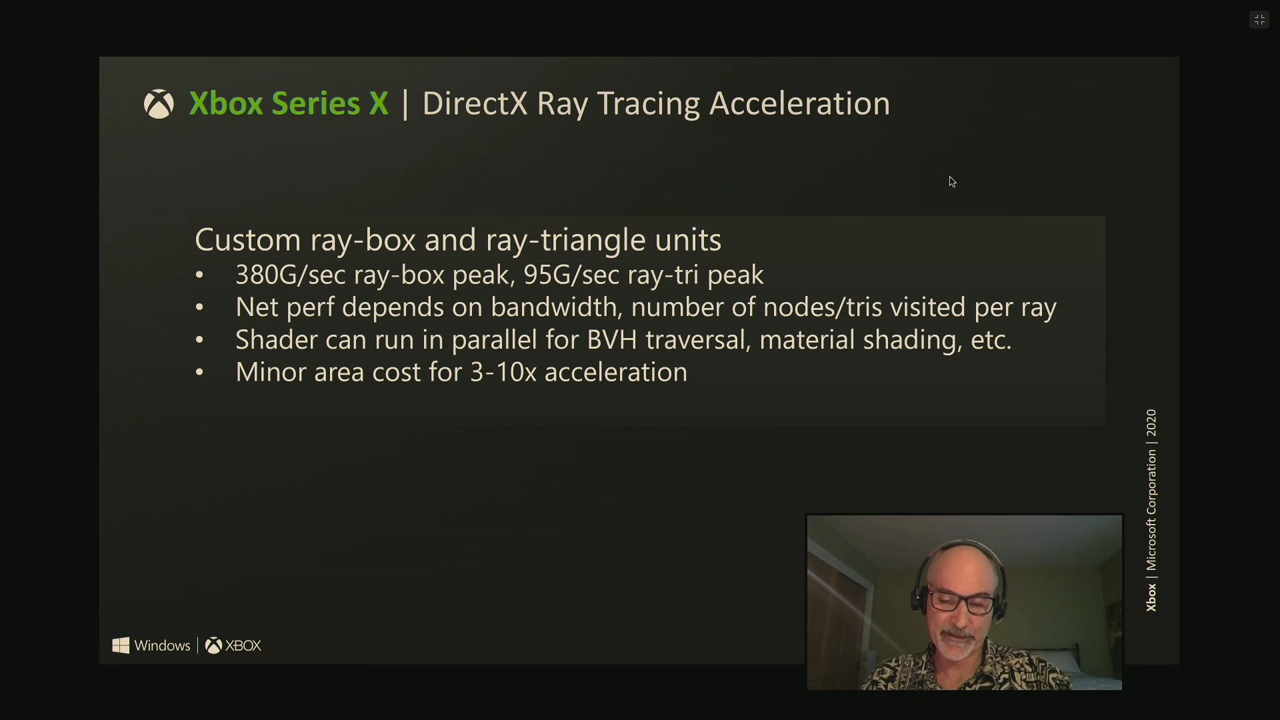 Xbox Series X | DirectX Ray Tracing Acceleration
Custom ray-box and ray-triangle units
• 380G/sec ray-box peak, 95G/sec ray-tri peak
• Net perf depends on bandwidth, number of nodes/tris visited per ray
• Shader can run in parallel for BVH traversal, material shading, etc.
• Minor area cost for 3-10x acceleration
Xbox | Microsoft Corporation | 2020
Windows | XBOX